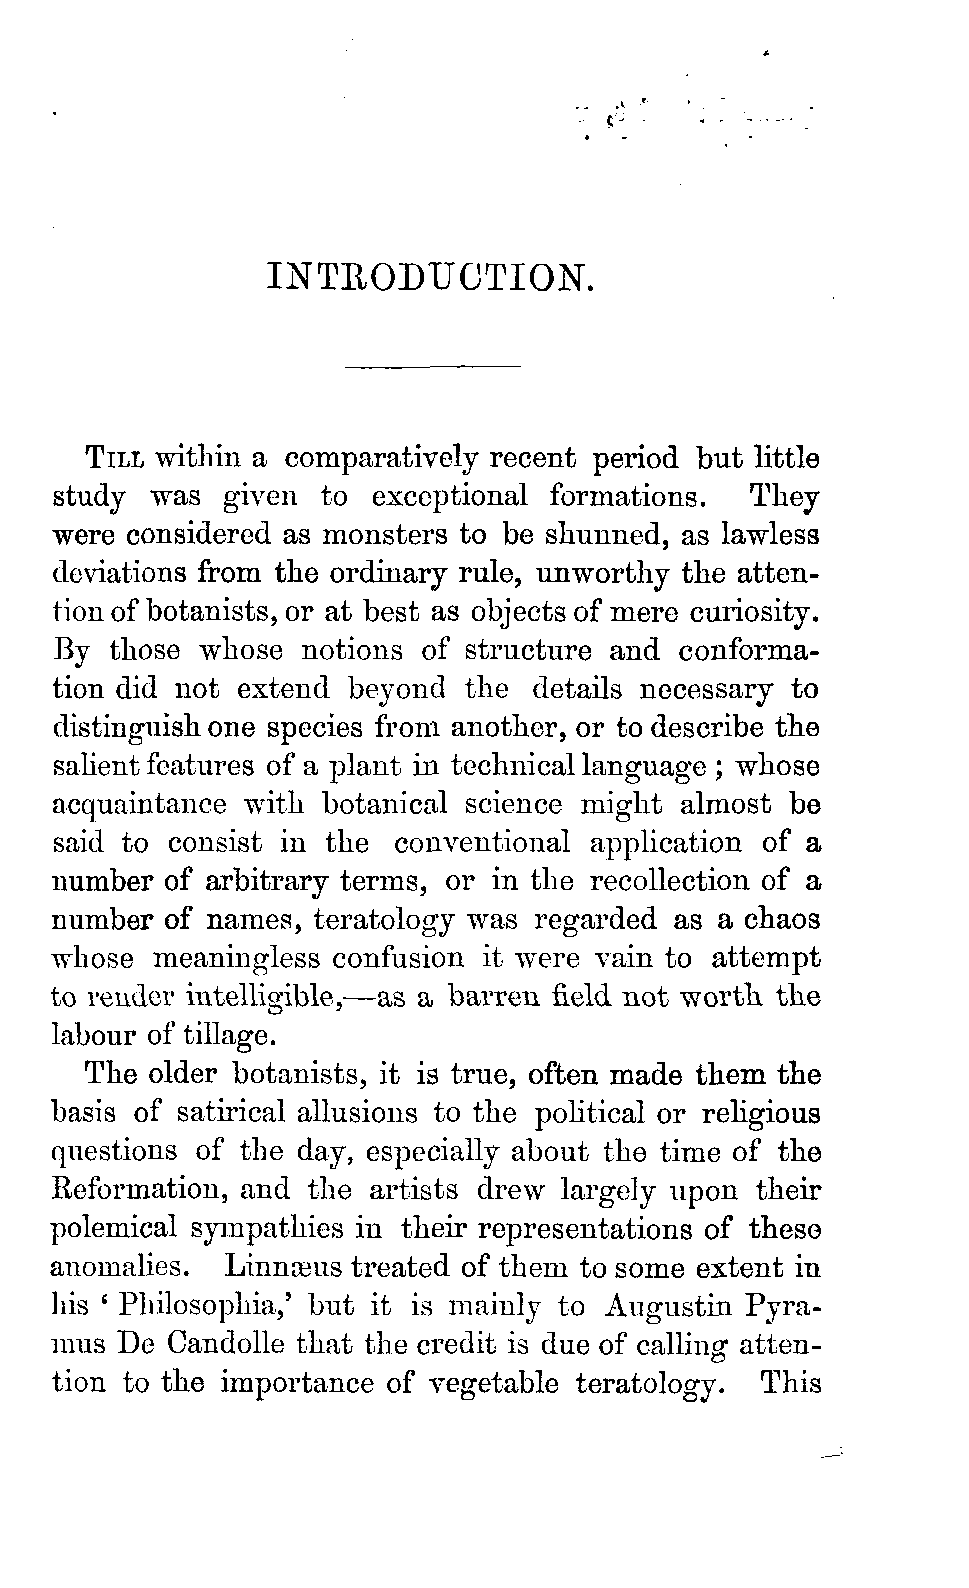 INTRODUCTION.
Till within a comparatively recent period but little
study was given to exceptional formations. They
were considered as monsters to be shunned, as lawless
deviations from the ordinary rule, unworthy the atten-
tion of botanists, or at best as objects of mere curiosity.
By those whose notions of structure and conforma-
tion did not extend beyond the details necessary to
distinguish one species from another, or to describe the
salient features of a plant in technical language ; whose
acquaintance with botanical science might almost be
said to consist in the conventional application of a
number of arbitrary terms, or in the recollection of a
number of names, teratology was regarded as a chaos
whose meaningless confusion it were vain to attempt
to render intelligible,—as a barren field not worth the
labour of tillage.
The older botanists, it is true, often made them the
basis of satirical allusions to the political or religious
questions of the day, especially about the time of the
Reformation, and the artists drew largely upon their
polemical sympathies in their representations of these
anomalies. Linnæus treated of them to some extent in
his ‘ Philosophia,’ but it is mainly to Augustin Pyra-
mus De Candolle that the credit is due of calling atten-
tion to the importance of vegetable teratology. This